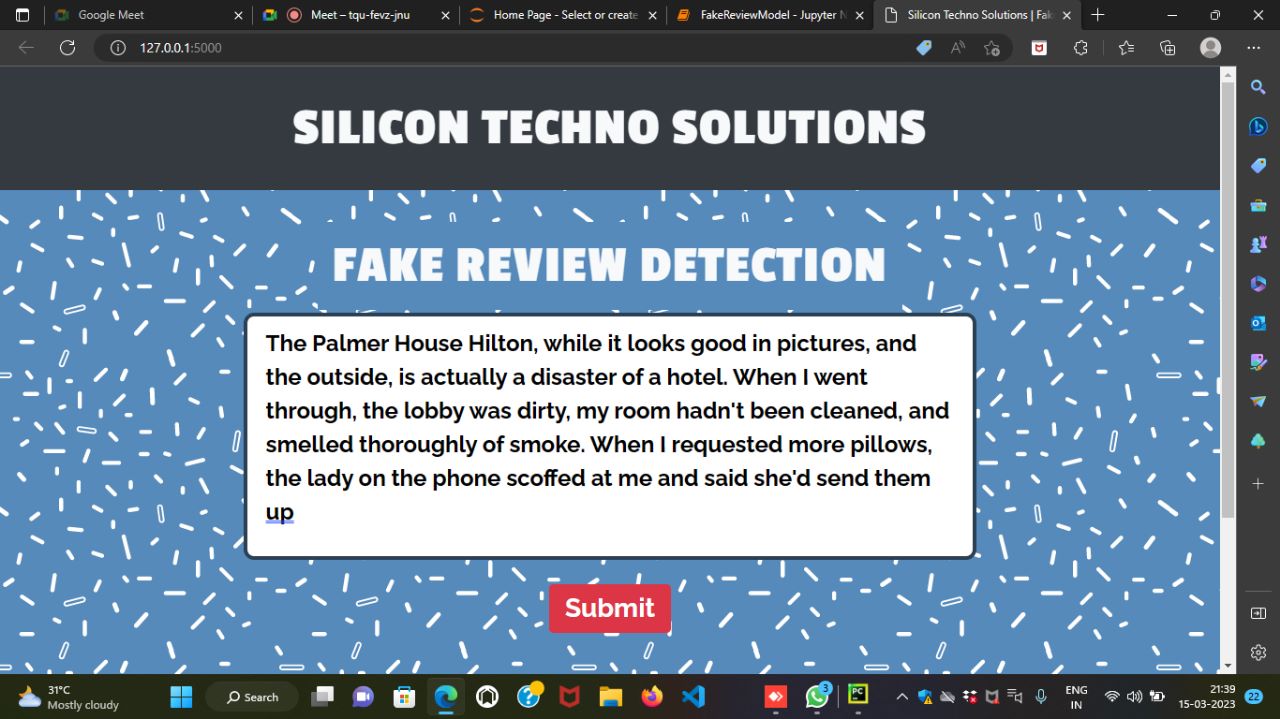 Google Meet
Meet – tqu-fevz-jnu
Home Page - Select or create
FakeReviewModel - Jupyter N
Silicon Techno Solutions | Fak
127.0.0.1:5000
SILICON TECHNO SOLUTIONS
FAKE REVIEW DETECTION
The Palmer House Hilton, while it looks good in pictures, and
the outside, is actually a disaster of a hotel. When I went
through, the lobby was dirty, my room hadn't been cleaned, and
smelled thoroughly of smoke. When I requested more pillows,
the lady on the phone scoffed at me and said she'd send them
up
Submit
31°C
Mostly cloudy
Search
3
PC
ENG
IN
21:39
15-03-2023
22